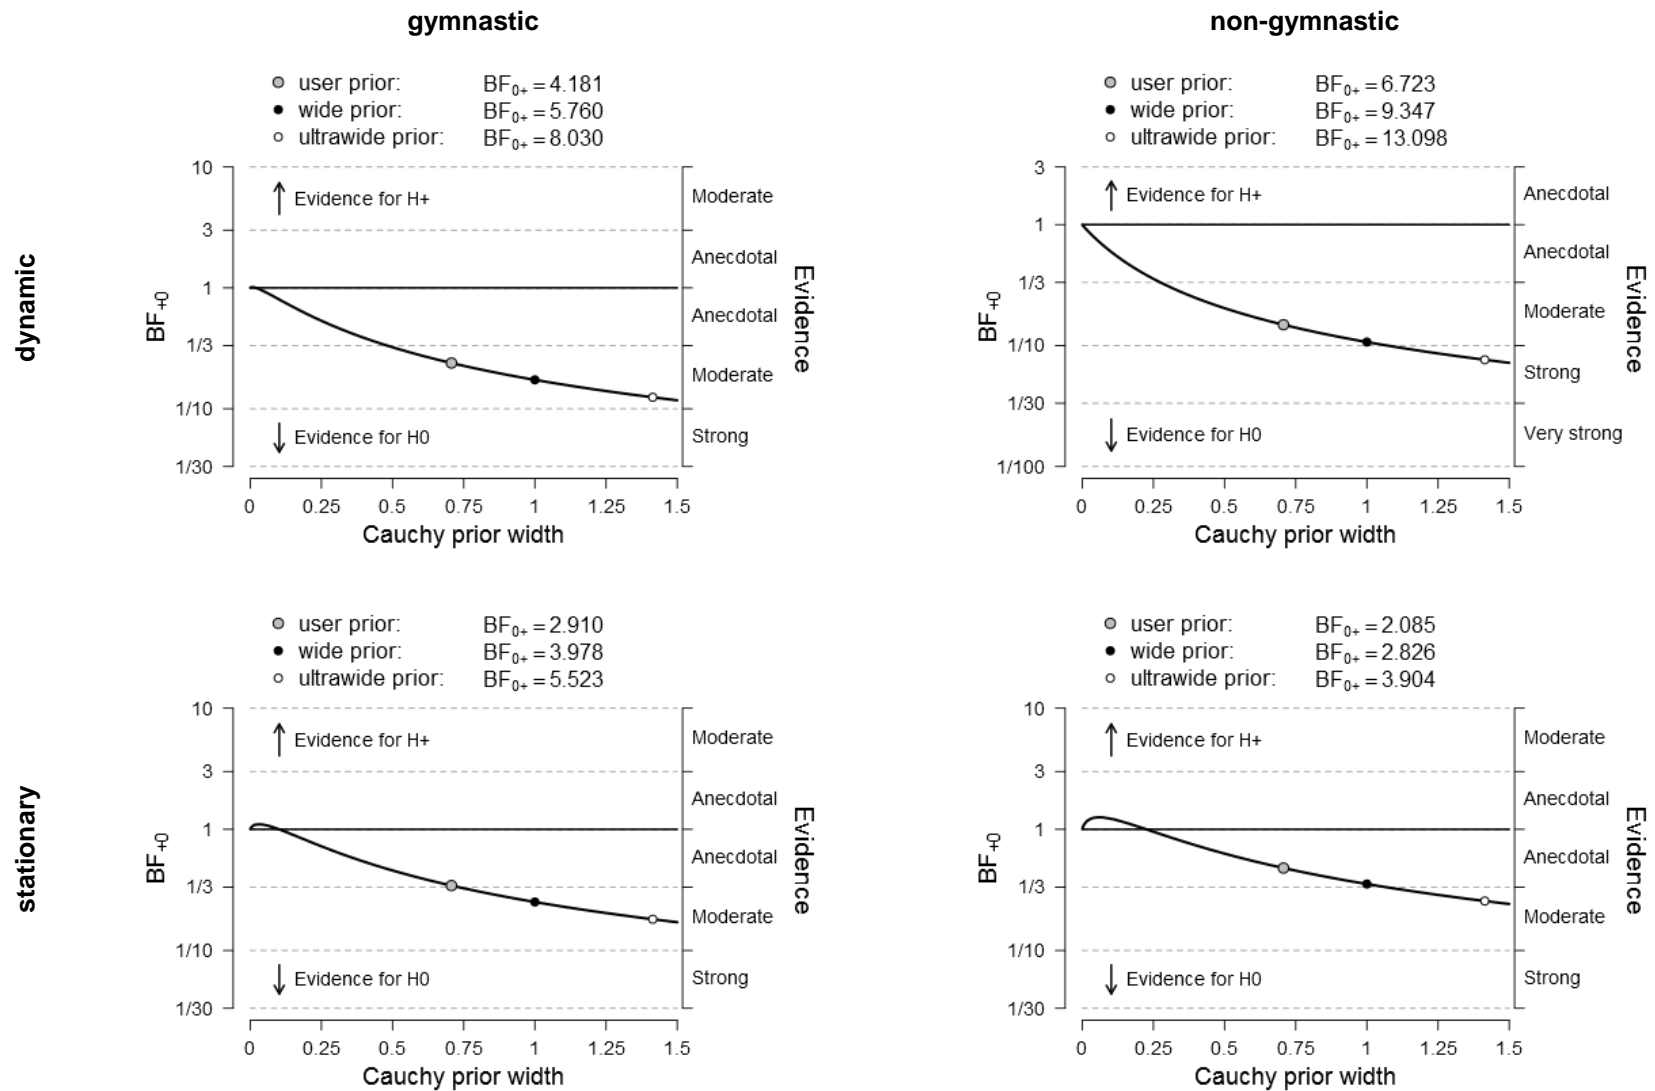 gymnastic
non-gymnastic
dynamic
user prior: BF0+ = 4.181
wide prior: BF0+ = 5.760
ultrawide prior: BF0+ = 8.030
10
3
1
1/3
1/10
1/30
BF+0
Evidence for H+
Evidence for H0
Moderate
Anecdotal
Anecdotal
Moderate
Strong
Evidence
0 0.25 0.5 0.75 1 1.25 1.5
Cauchy prior width
user prior: BF0+ = 6.723
wide prior: BF0+ = 9.347
ultrawide prior: BF0+ = 13.098
3
1
1/3
1/10
1/30
1/100
BF+0
Evidence for H+
Evidence for H0
Anecdotal
Anecdotal
Moderate
Strong
Very strong
Evidence
0 0.25 0.5 0.75 1 1.25 1.5
Cauchy prior width
stationary
user prior: BF0+ = 2.910
wide prior: BF0+ = 3.978
ultrawide prior: BF0+ = 5.523
10
3
1
1/3
1/10
1/30
BF+0
Evidence for H+
Evidence for H0
Moderate
Anecdotal
Anecdotal
Moderate
Strong
Evidence
0 0.25 0.5 0.75 1 1.25 1.5
Cauchy prior width
user prior: BF0+ = 2.085
wide prior: BF0+ = 2.826
ultrawide prior: BF0+ = 3.904
10
3
1
1/3
1/10
1/30
BF+0
Evidence for H+
Evidence for H0
Moderate
Anecdotal
Anecdotal
Moderate
Strong
Evidence
0 0.25 0.5 0.75 1 1.25 1.5
Cauchy prior width